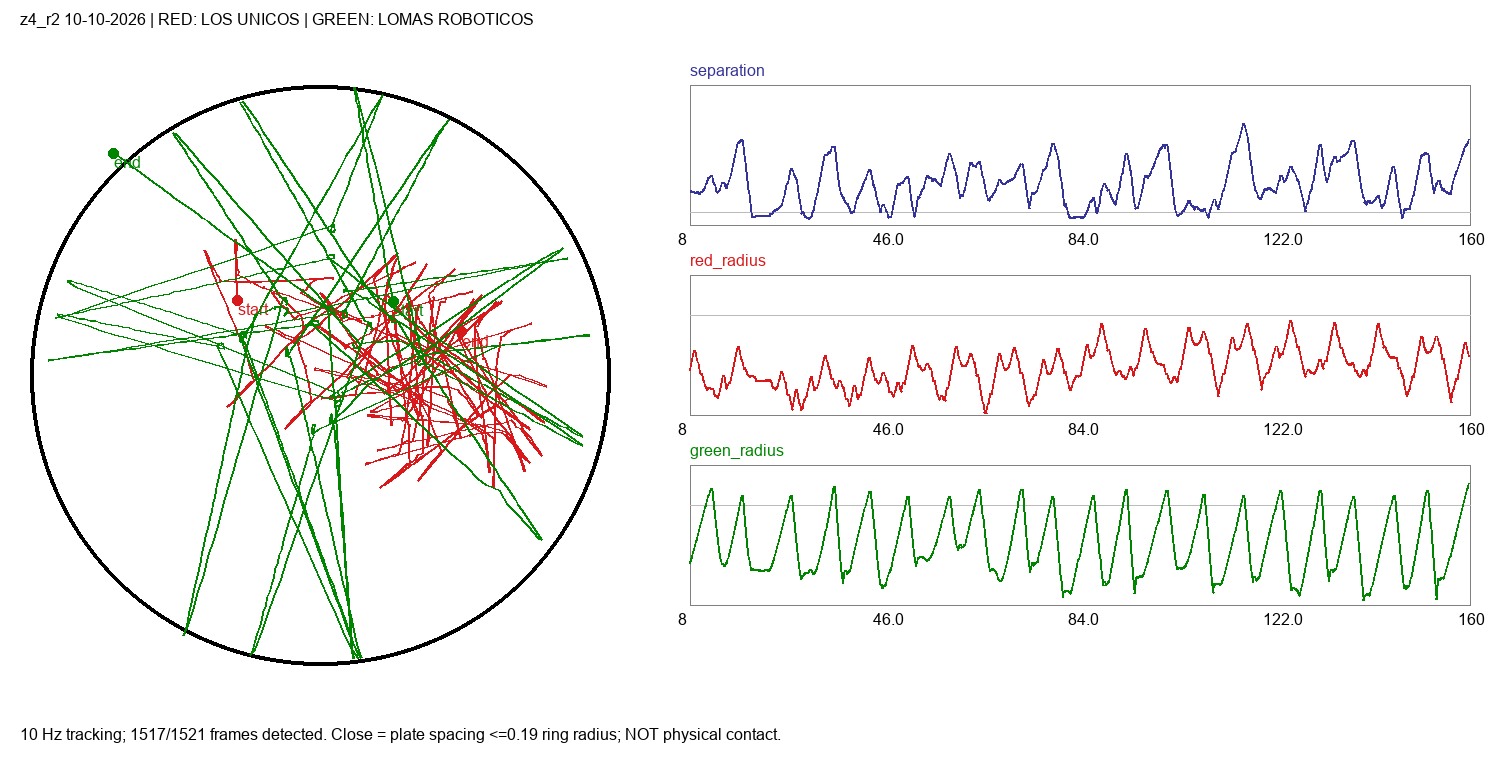 z4_r2 10-10-2026 | RED: LOS UNICOS | GREEN: LOMAS ROBOTICOS
separation
8 46.0 84.0 122.0 160
red_radius
8 46.0 84.0 122.0 160
green_radius
8 46.0 84.0 122.0 160
end
start
end
10 Hz tracking; 1517/1521 frames detected. Close = plate spacing <=0.19 ring radius; NOT physical contact.